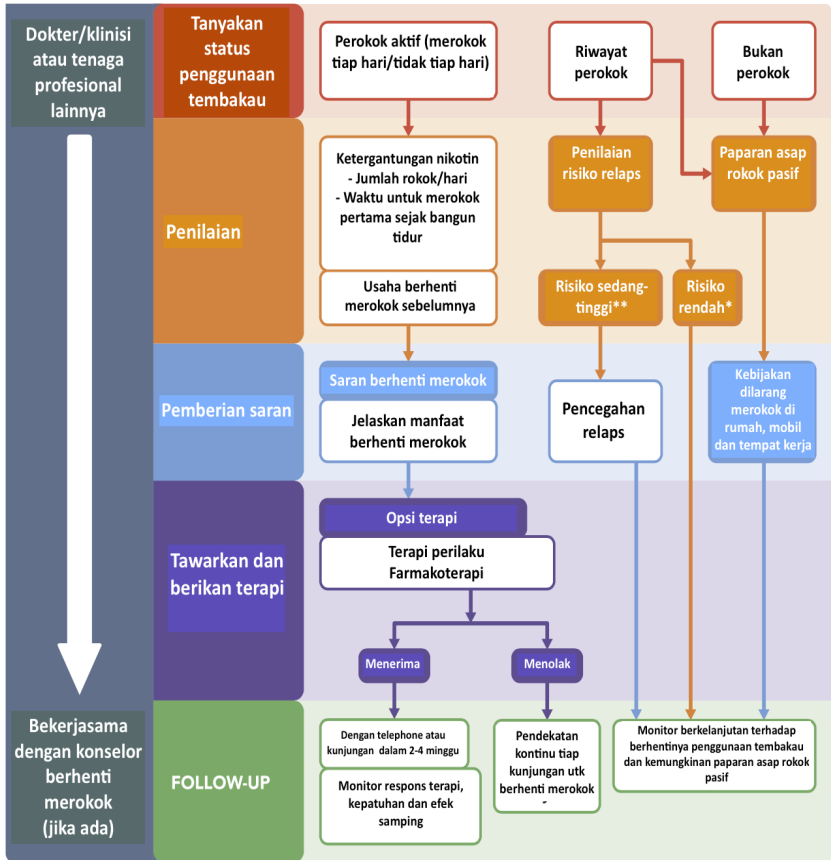 Dokter/klinisi
atau tenaga
profesional
lainnya
Tanyakan
status
penggunaan
tembakau
Perokok aktif (merokok
tiap hari/tidak tiap hari)
Riwayat
perokok
Bukan
perokok
Penilaian
Ketergantungan nikotin
- Jumlah rokok/hari
- Waktu untuk merokok
pertama sejak bangun
tidur
Usaha berhenti
merokok sebelumnya
Penilaian
risiko relaps
Paparan asap
rokok pasif
Risiko sedang-
tinggi**
Risiko
rendah*
Pemberian saran
Saran berhenti merokok
Jelaskan manfaat
berhenti merokok
Pencegahan
relaps
Kebijakan
dilarang
merokok di
rumah, mobil
dan tempat kerja
Tawarkan dan
berikan terapi
Opsi terapi
Terapi perilaku
Farmakoterapi
Menerima
Menolak
Bekerjasama
dengan konselor
berhenti
merokok
(jika ada)
FOLLOW-UP
Dengan telephone atau
kunjungan dalam 2-4 minggu
Monitor respons terapi,
kepatuhan dan efek
samping
Pendekatan
kontinu tiap
kunjungan utk
berhenti merokok
-
Monitor berkelanjutan terhadap
berhentinya penggunaan tembakau
dan kemungkinan paparan asap rokok
pasif